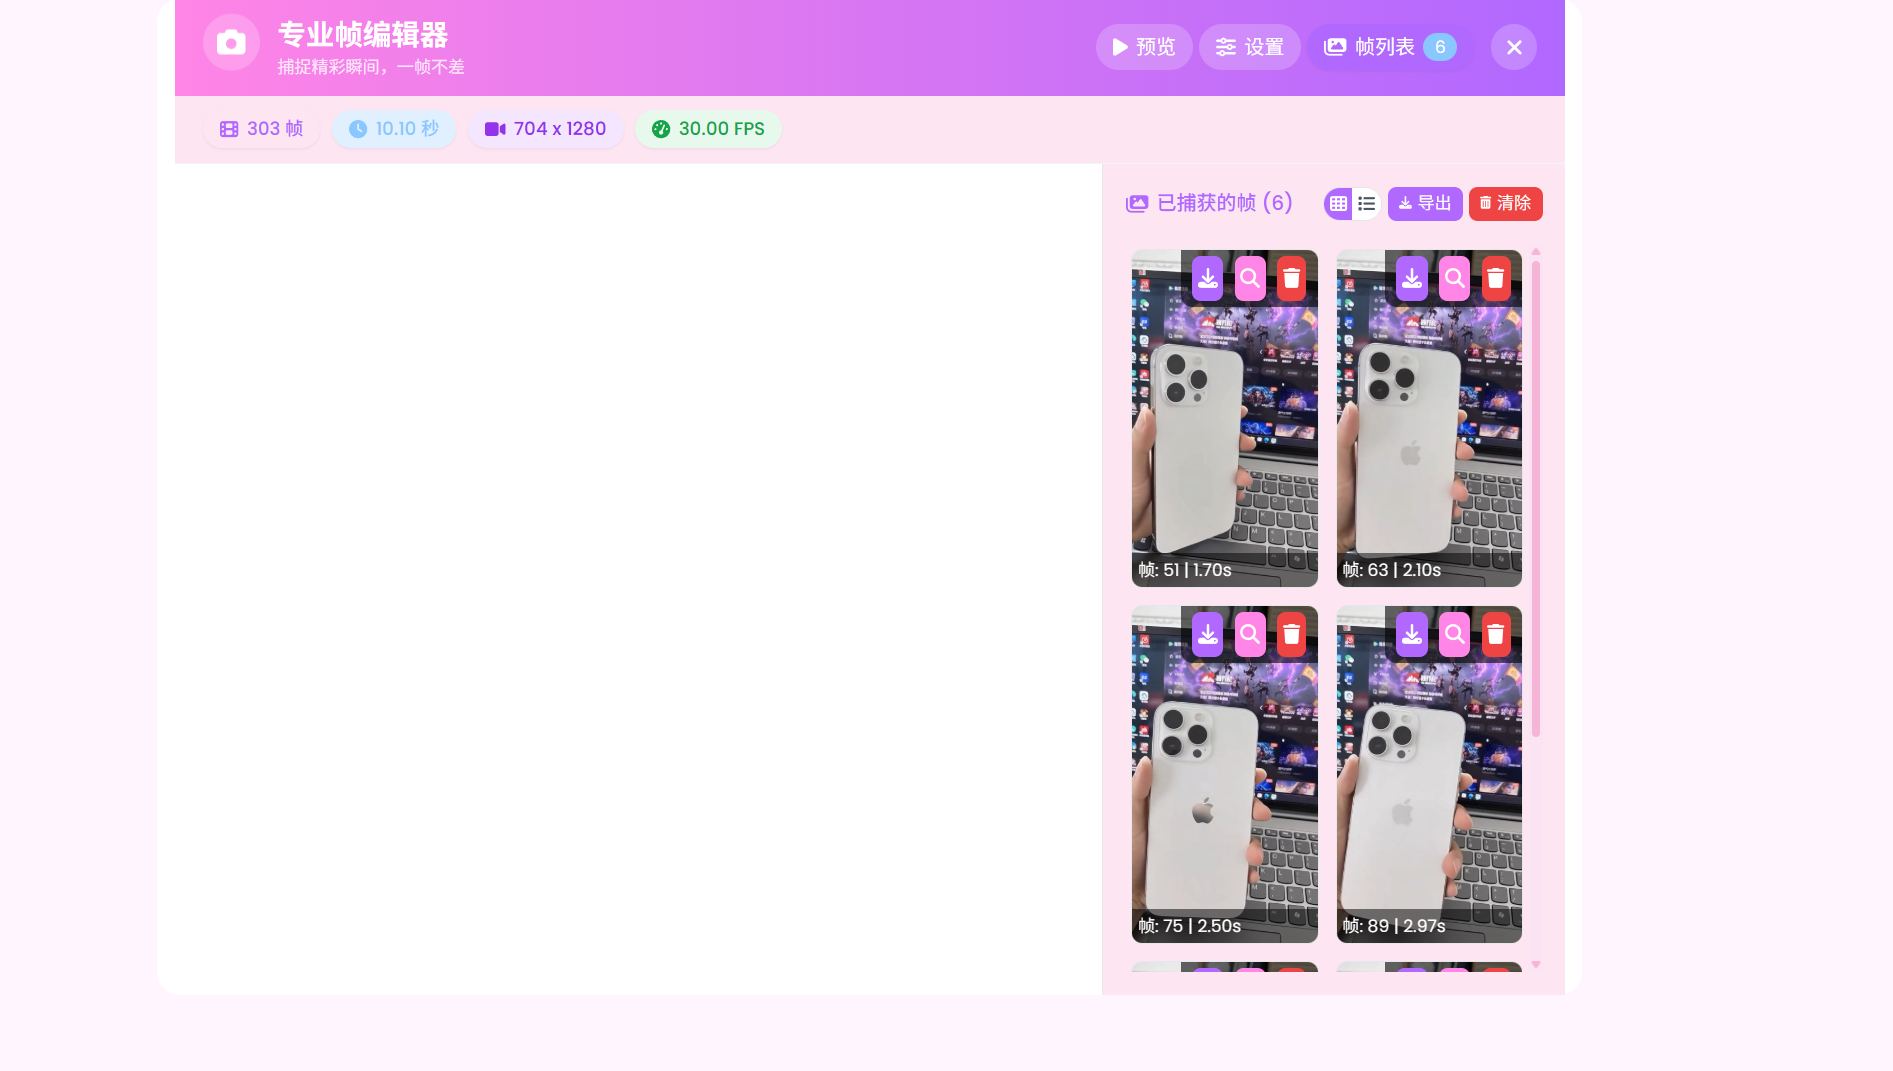 专业帧编辑器
捕捉精彩瞬间，一帧不差
预览
设置
帧列表 6
303 帧
10.10 秒
704 x 1280
30.00 FPS
已捕获的帧 (6)
导出
清除
帧: 51 | 1.70s
帧: 63 | 2.10s
帧: 75 | 2.50s
帧: 89 | 2.97s